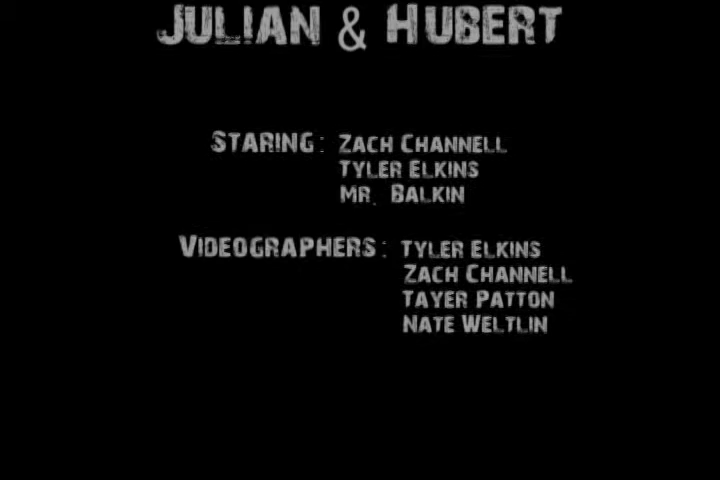 Julian & Hubert
Staring: Zach Channell
Tyler Elkins
Mr. Balkin
Videographers: Tyler Elkins
Zach Channell
Tayer Patton
Nate Weltlin